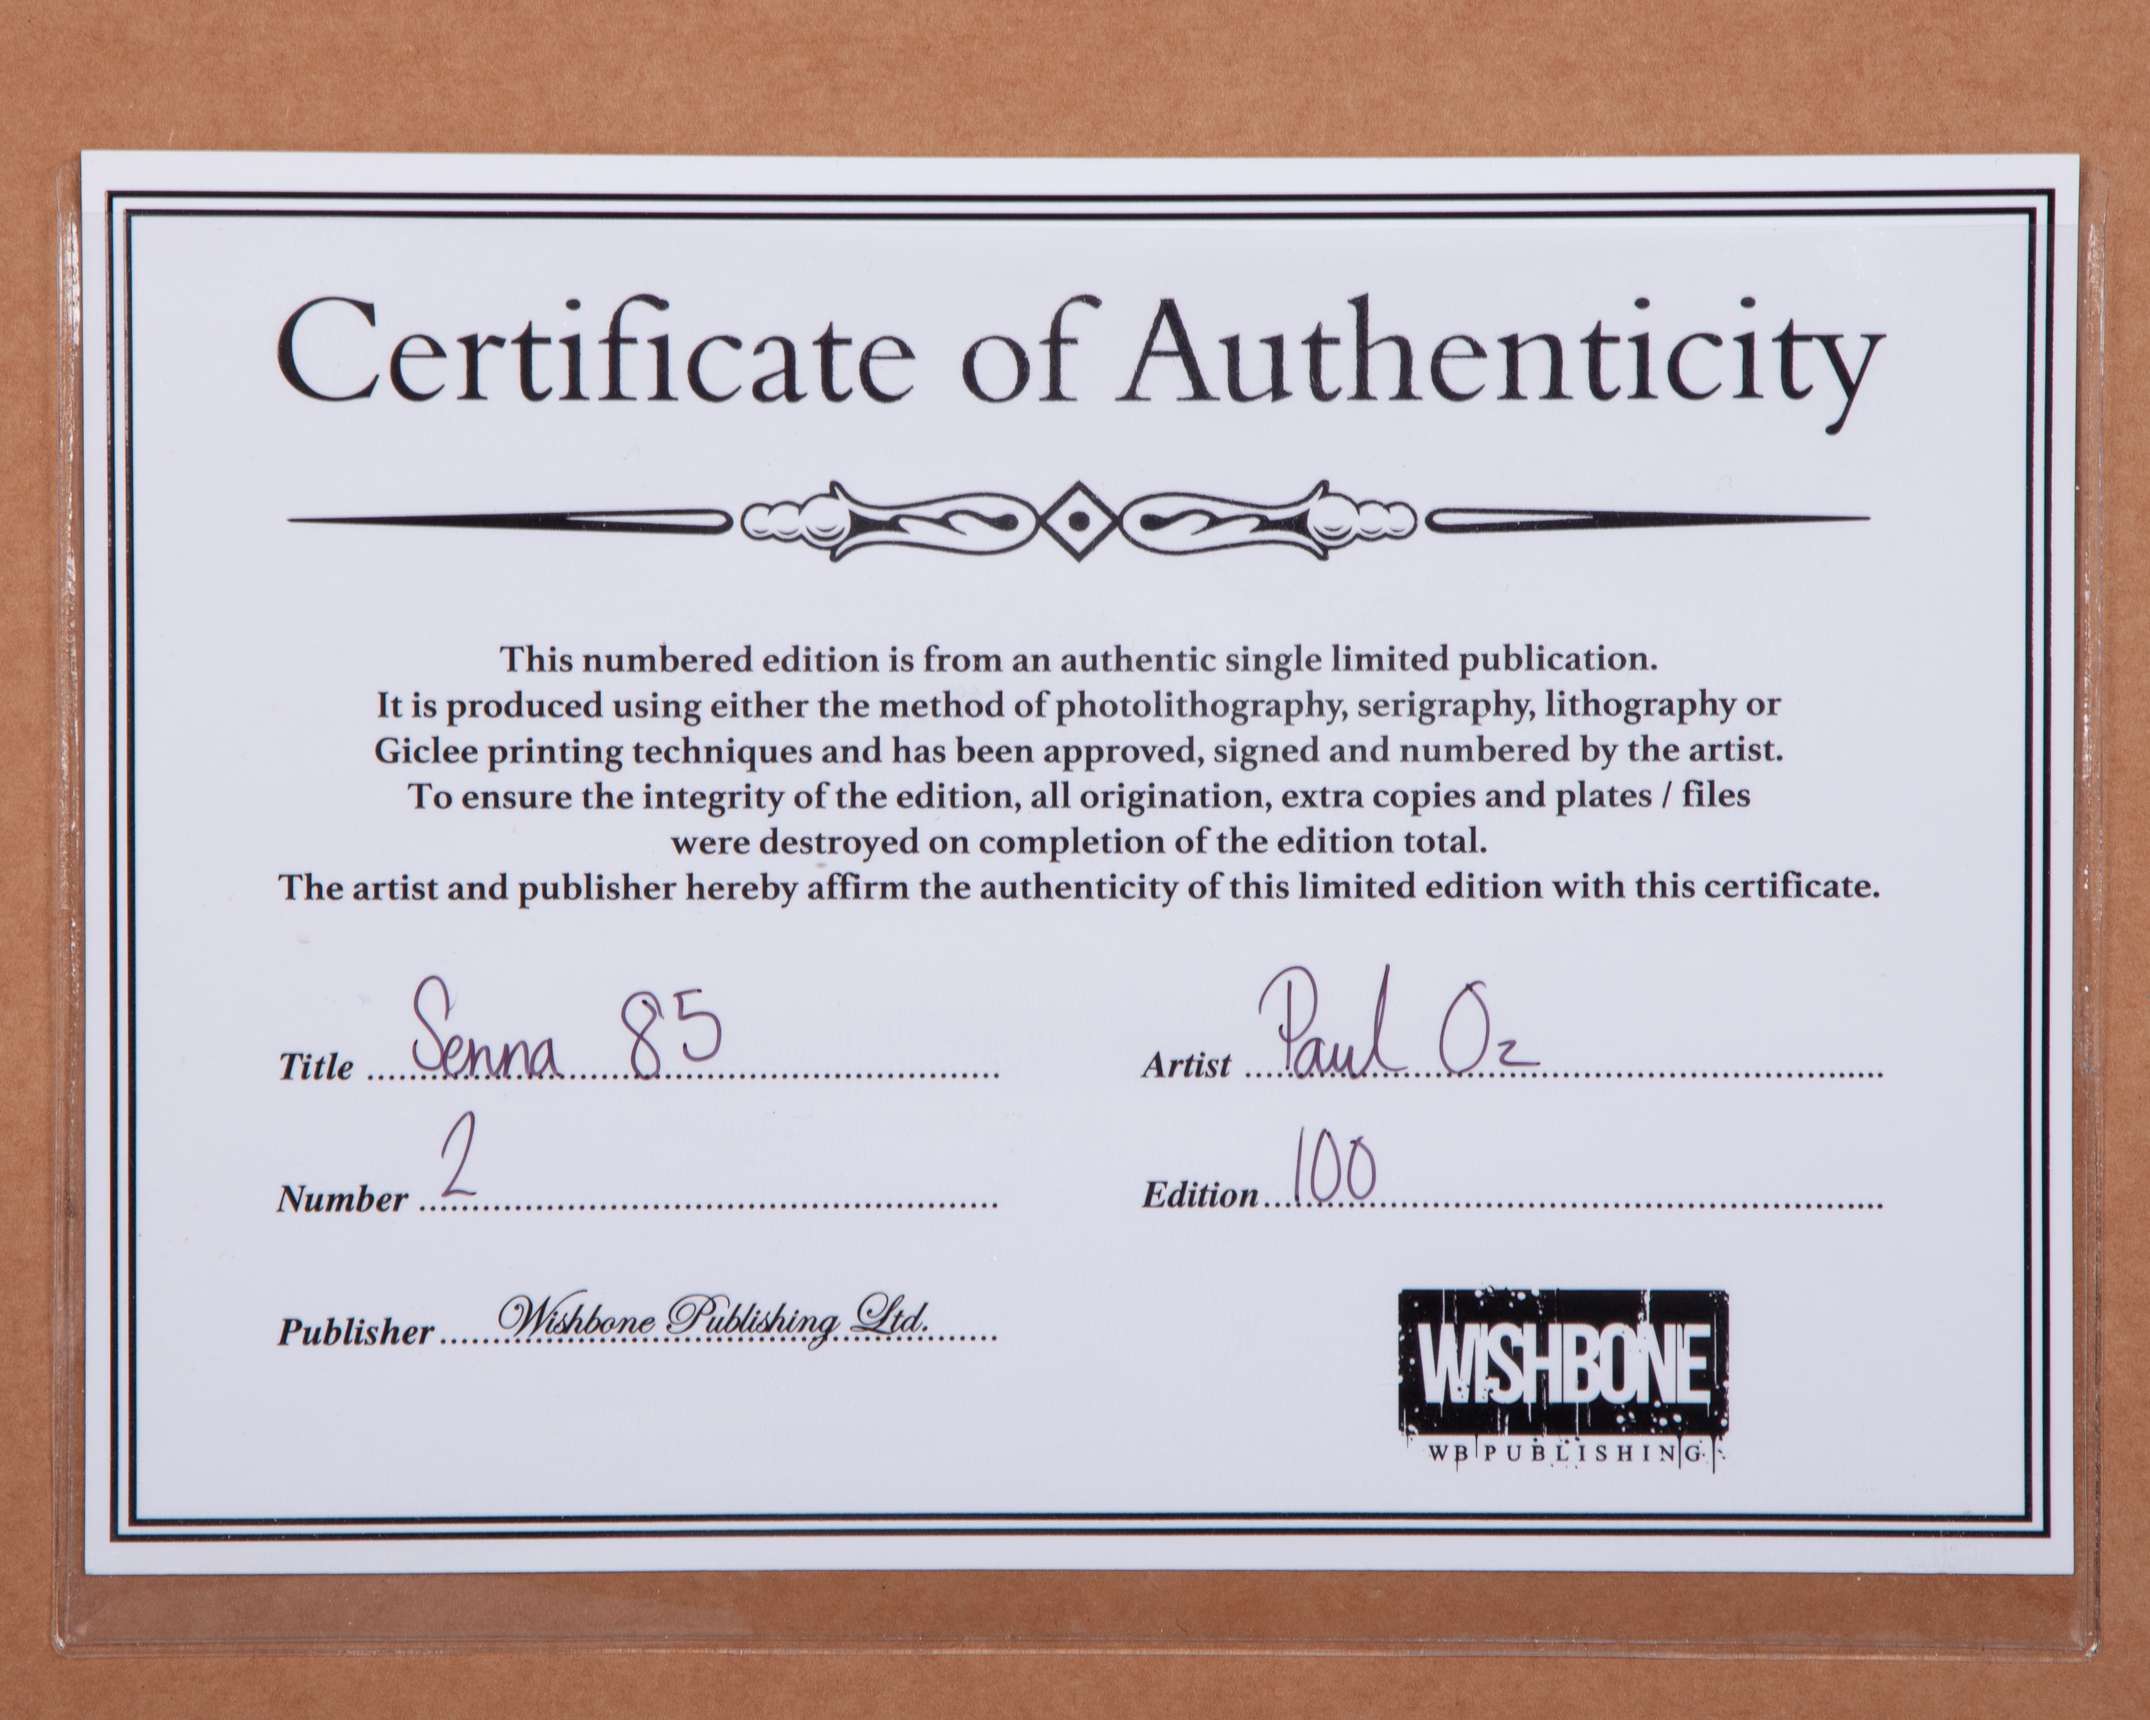 Certificate of Authenticity
This numbered edition is from an authentic single limited publication.
It is produced using either the method of photolithography, serigraphy, lithography or
Giclee printing techniques and has been approved, signed and numbered by the artist.
To ensure the integrity of the edition, all origination, extra copies and plates / files
were destroyed on completion of the edition total.
The artist and publisher hereby affirm the authenticity of this limited edition with this certificate.
Title Senna 85
Artist Paul Oz
Number 2
Edition 100
Publisher Wishbone Publishing Ltd.
WISHBONE
WB PUBLISHING